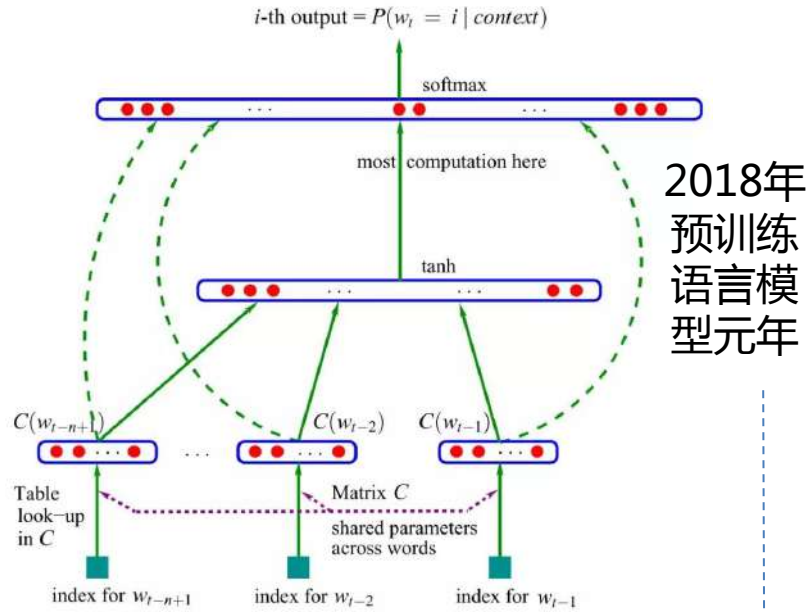 i-th output = P(w_t = i | context)
softmax
. . .
. . .
most computation here
2018年
预训练
语言模
型元年
tanh
. . .
. . .
C(w_{t−n+1})
C(w_{t−2})
C(w_{t−1})
. . .
. . .
. . .
. . .
Table
look−up
in C
Matrix C
shared parameters
across words
index for w_{t−n+1}
index for w_{t−2}
index for w_{t−1}